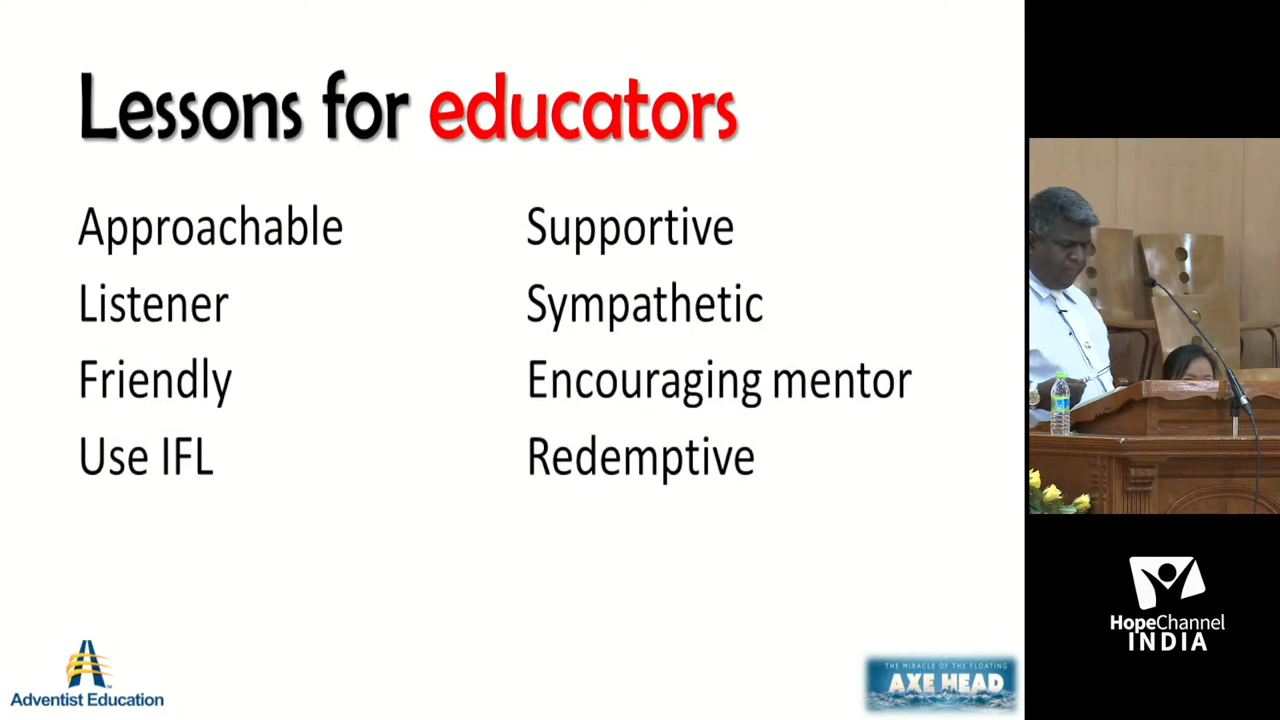 Lessons for educators
Approachable
Listener
Friendly
Use IFL
Supportive
Sympathetic
Encouraging mentor
Redemptive
Adventist Education
THE MIRACLE OF THE FLOATING
AXE HEAD
HopeChannel
INDIA